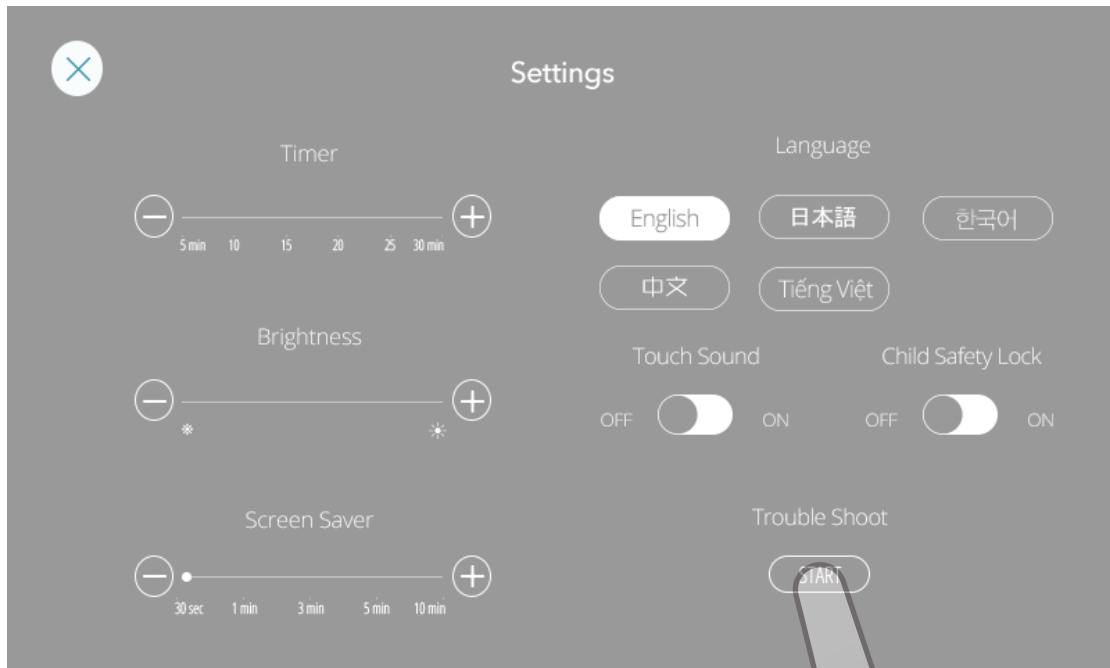 Settings
Timer
5 min 10 15 20 25 30 min
Brightness
Screen Saver
30 sec 1 min 3 min 5 min 10 min
Language
English 日本語 한국어
中文 Tiếng Việt
Touch Sound
OFF ON
Child Safety Lock
OFF ON
Trouble Shoot
START